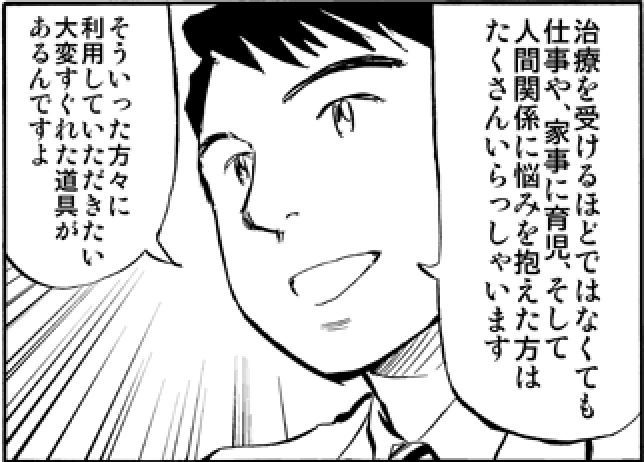 治療を受けるほどではなくても
仕事や、家事に育児、そして
人間関係に悩みを抱えた方は
たくさんいらっしゃいます
そういった方々に
利用していただきたい
大変すぐれた道具が
あるんですよ